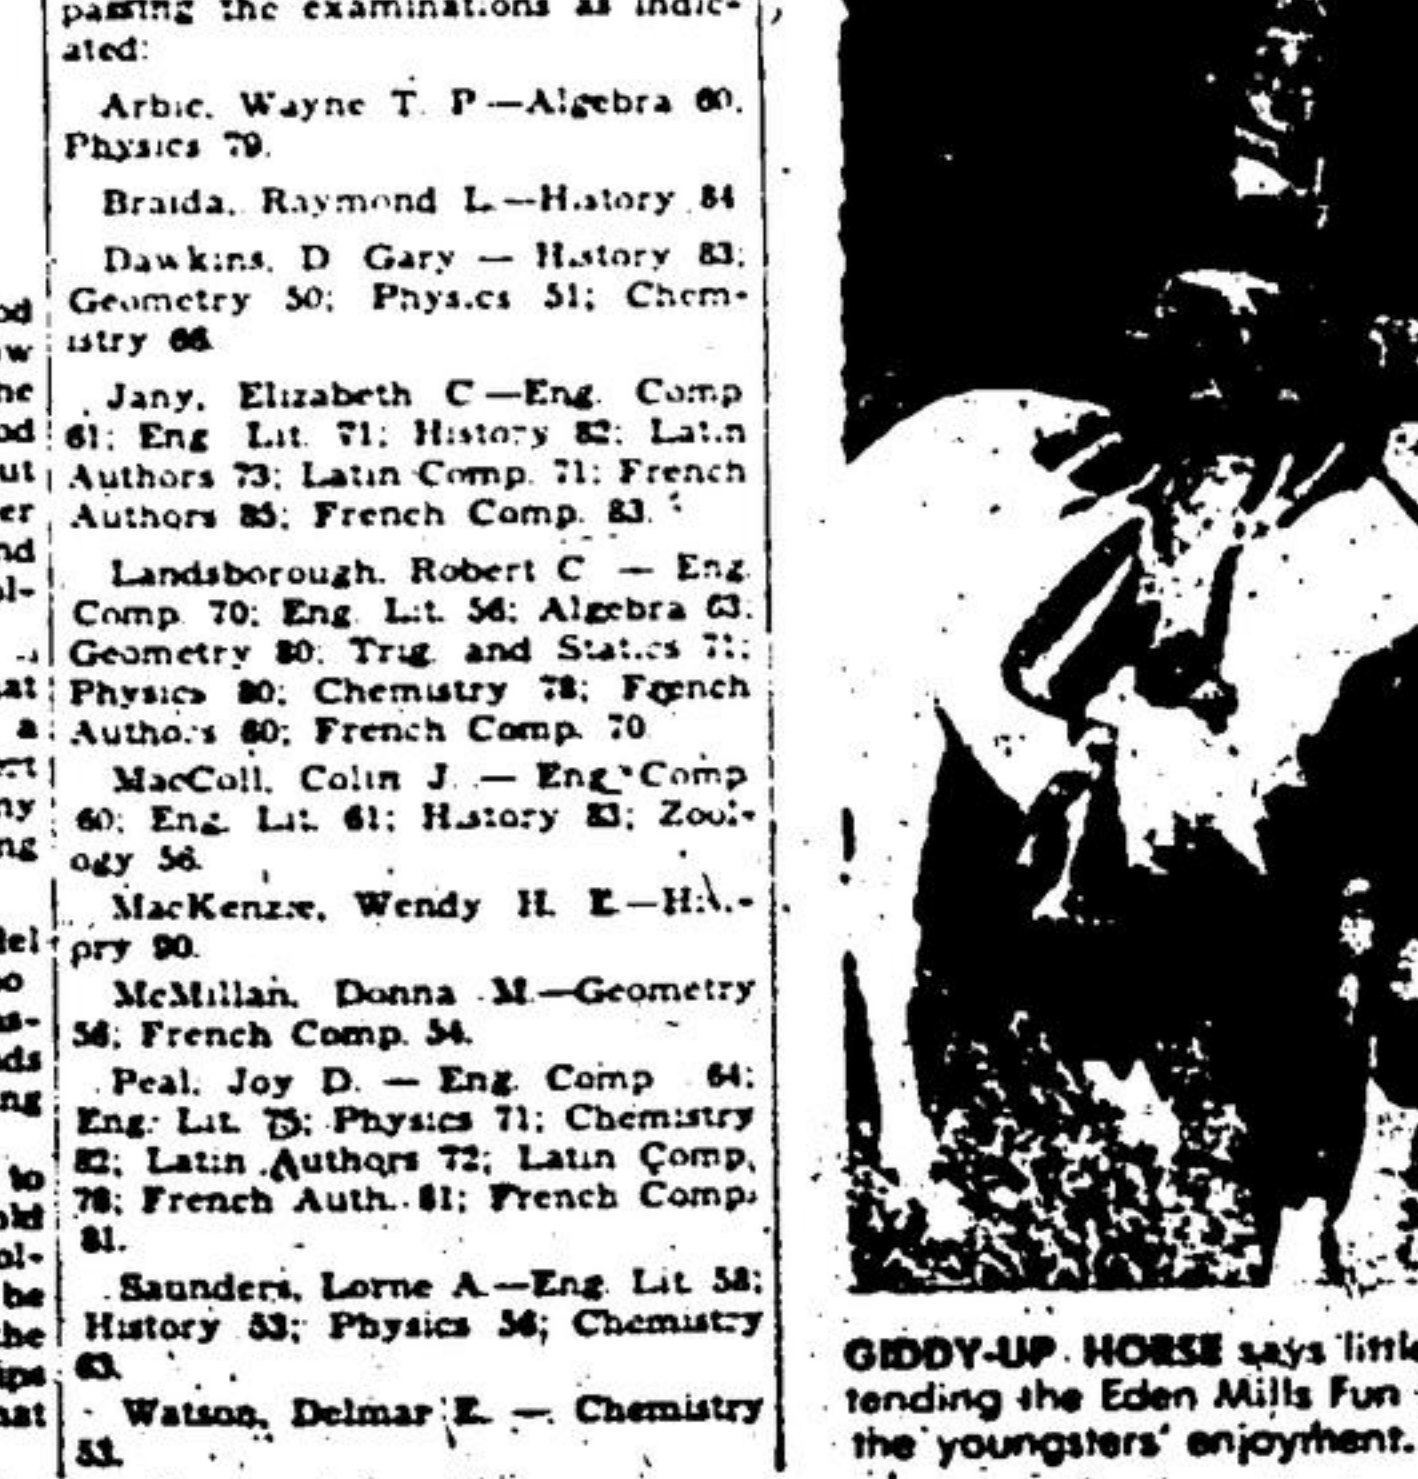 passing the examinations as indic-
ated:
Arbic, Wayne T. P.—Algebra 60,
Physics 79.
Braida, Raymond L.—History 84
Dawkins, D Gary — History 83;
Geometry 50; Physics 51; Chem-
istry 66.
Jany, Elizabeth C —Eng. Comp
61; Eng Lit. 71; History 82; Latin
Authors 73; Latin Comp. 71; French
Authors 85; French Comp. 83.
Landsborough, Robert C — Eng.
Comp. 70; Eng. Lit. 56; Algebra 63;
Geometry 80; Trig. and Statics 71;
Physics 80; Chemistry 78; French
Authors 60; French Comp. 70
MacColl, Colin J. — Eng. Comp
60; Eng. Lit. 61; History 83; Zool-
ogy 56.
MacKenzie, Wendy H. E.—His-
ory 90.
McMillan, Donna M.—Geometry
56; French Comp. 54.
Peal, Joy D. — Eng. Comp 64;
Eng. Lit. 75; Physics 71; Chemistry
82; Latin Authors 72; Latin Comp.
78; French Auth. 81; French Comp.
81.
Saunders, Lorne A.—Eng. Lit. 58;
History 53; Physics 56; Chemistry
63.
Watson, Delmar E. — Chemistry
53.
GIDDY-UP HORSE says little
tending the Eden Mills Fun
the youngsters' enjoyment.